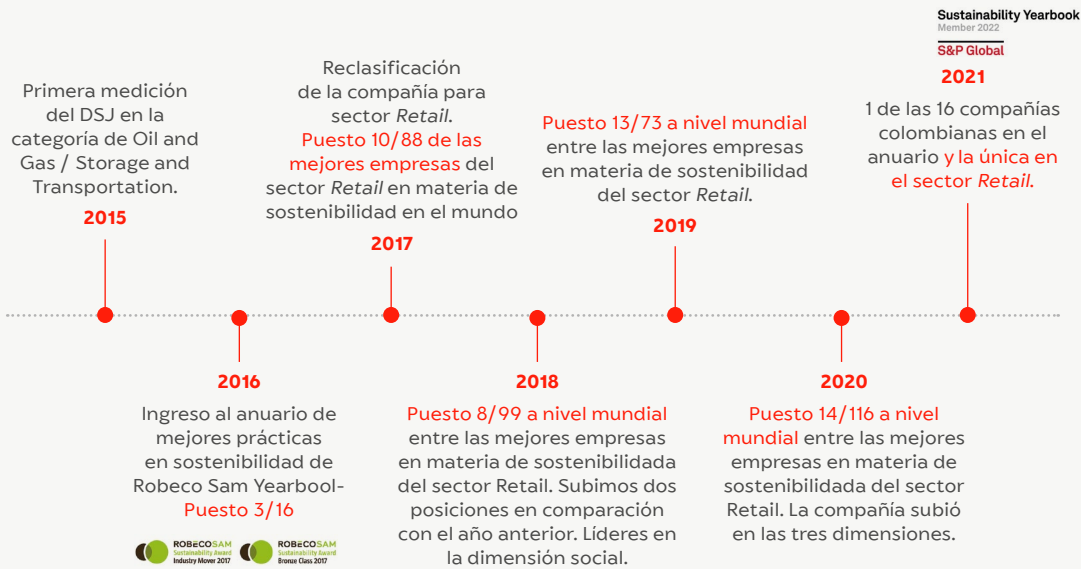 Sustainability Yearbook
Member 2022
S&P Global
Primera medición
del DSJ en la
categoría de Oil and
Gas / Storage and
Transportation.
2015
Reclasificación
de la compañía para
sector Retail.
Puesto 10/88 de las
mejores empresas del
sector Retail en materia de
sostenibilidad en el mundo
2017
Puesto 13/73 a nivel mundial
entre las mejores empresas
en materia de sostenibilidad
del sector Retail.
2019
2021
1 de las 16 compañías
colombianas en el
anuario y la única en
el sector Retail.
2016
Ingreso al anuario de
mejores prácticas
en sostenibilidad de
Robeco Sam Yearbool-
Puesto 3/16
ROBECOSAM
Sustainability Award
Industry Mover 2017
ROBECOSAM
Sustainability Award
Bronze Class 2017
2018
Puesto 8/99 a nivel mundial
entre las mejores empresas
en materia de sostenibilidada
del sector Retail. Subimos dos
posiciones en comparación
con el año anterior. Líderes en
la dimensión social.
2020
Puesto 14/116 a nivel
mundial entre las mejores
empresas en materia de
sostenibilidada del sector
Retail. La compañía subió
en las tres dimensiones.